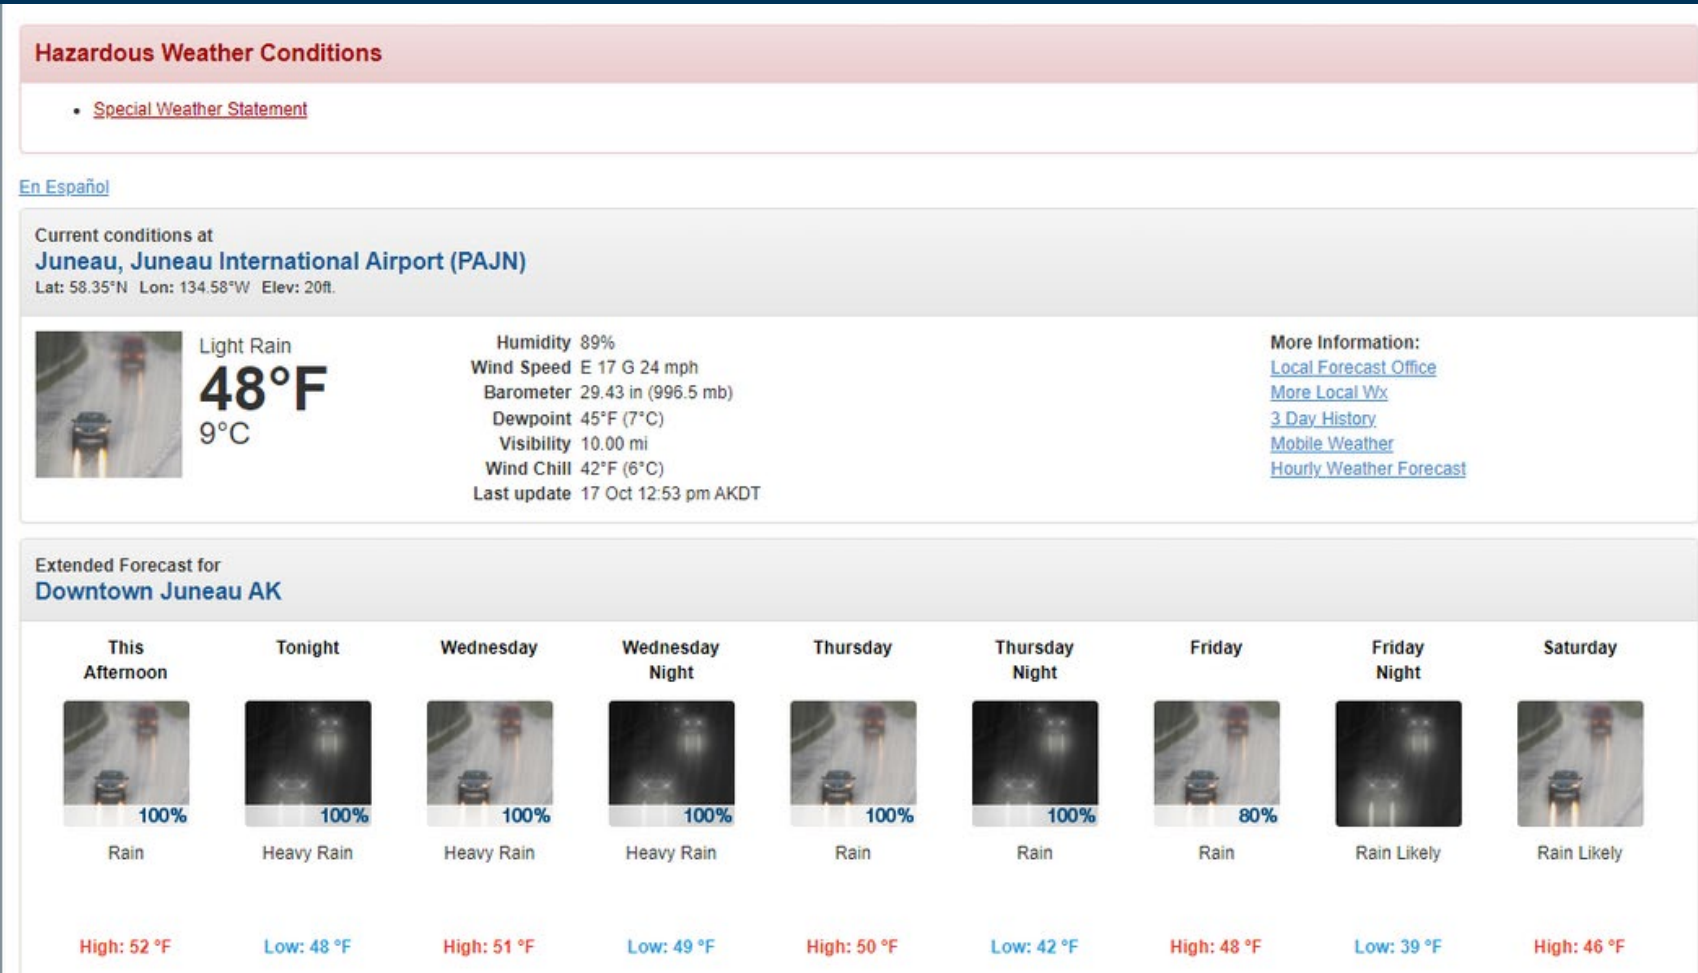 Hazardous Weather Conditions
• Special Weather Statement
En Español
Current conditions at
Juneau, Juneau International Airport (PAJN)
Lat: 58.35°N Lon: 134.58°W Elev: 20ft.
Light Rain
48°F
9°C
Humidity 89%
Wind Speed E 17 G 24 mph
Barometer 29.43 in (996.5 mb)
Dewpoint 45°F (7°C)
Visibility 10.00 mi
Wind Chill 42°F (6°C)
Last update 17 Oct 12:53 pm AKDT
More Information:
Local Forecast Office
More Local Wx
3 Day History
Mobile Weather
Hourly Weather Forecast
Extended Forecast for
Downtown Juneau AK
This
Afternoon
100%
Rain
High: 52 °F
Tonight
100%
Heavy Rain
Low: 48 °F
Wednesday
100%
Heavy Rain
High: 51 °F
Wednesday
Night
100%
Heavy Rain
Low: 49 °F
Thursday
100%
Rain
High: 50 °F
Thursday
Night
100%
Rain
Low: 42 °F
Friday
80%
Rain
High: 48 °F
Friday
Night
Rain Likely
Low: 39 °F
Saturday
Rain Likely
High: 46 °F